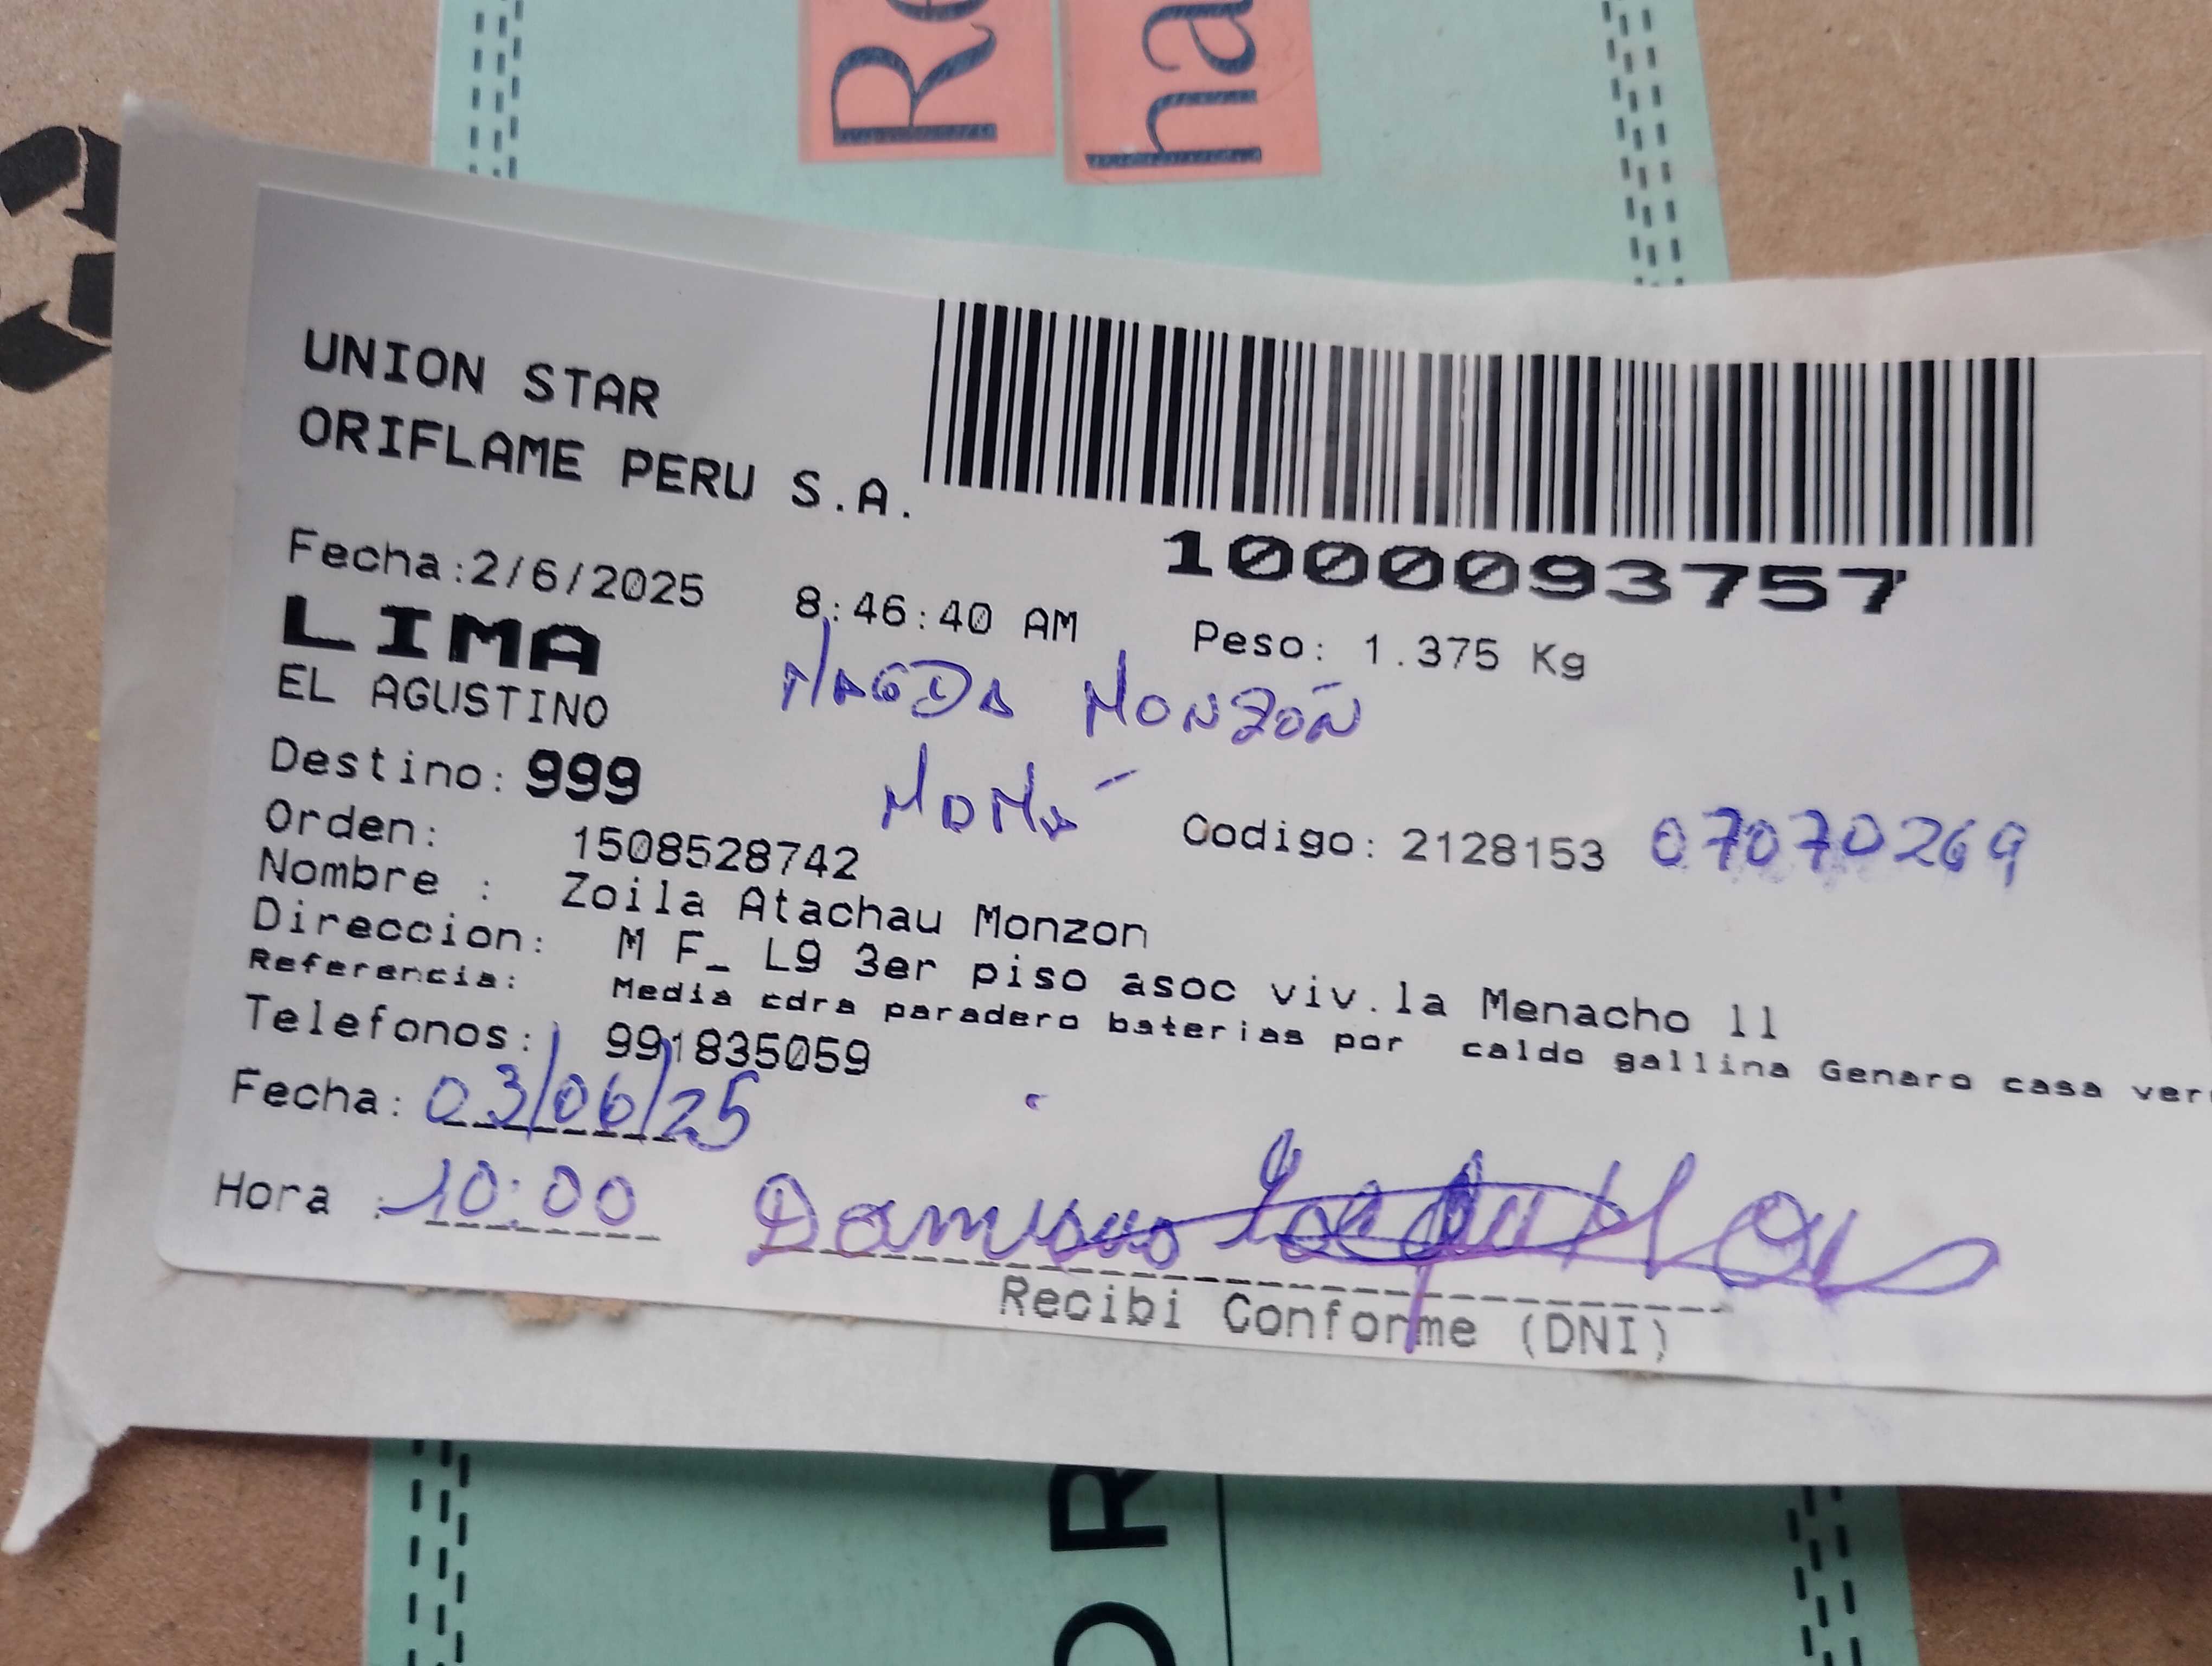 Re
ha
UNION STAR
ORIFLAME PERU S.A.
1000093757
Fecha:2/6/2025 8:46:40 AM Peso: 1.375 Kg
LIMA
EL AGUSTINO
MAGDA MONZÓN
Destino: 999
MAMÁ
Orden: 1508528742 Codigo: 2128153 07070269
Nombre : Zoila Atachau Monzon
Direccion: M F_ L9 3er piso asoc viv.la Menacho ll
Referencia: Media cdra paradero baterias por caldo gallina Genaro casa ver
Telefonos: 991835059
Fecha: 03/06/25
Hora : 10:00
Recibi Conforme (DNI)
R